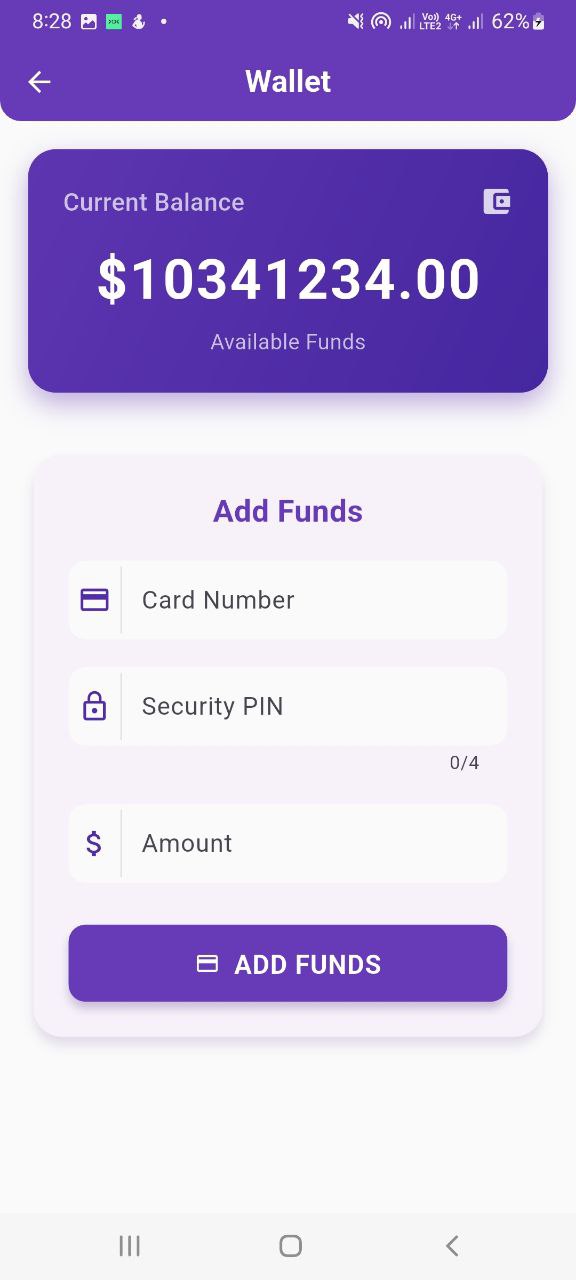 8:28 Vo)) LTE2 4G+ 62%
Wallet
Current Balance
$10341234.00
Available Funds
Add Funds
Card Number
Security PIN
0/4
$ Amount
ADD FUNDS